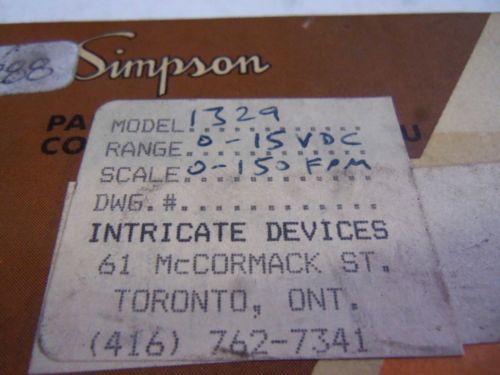 Simpson
MODEL 1329
RANGE 0-15 VDC
SCALE 0-150 FPM
DWG.#
INTRICATE DEVICES
61 McCORMACK ST.
TORONTO, ONT.
(416) 762-7341